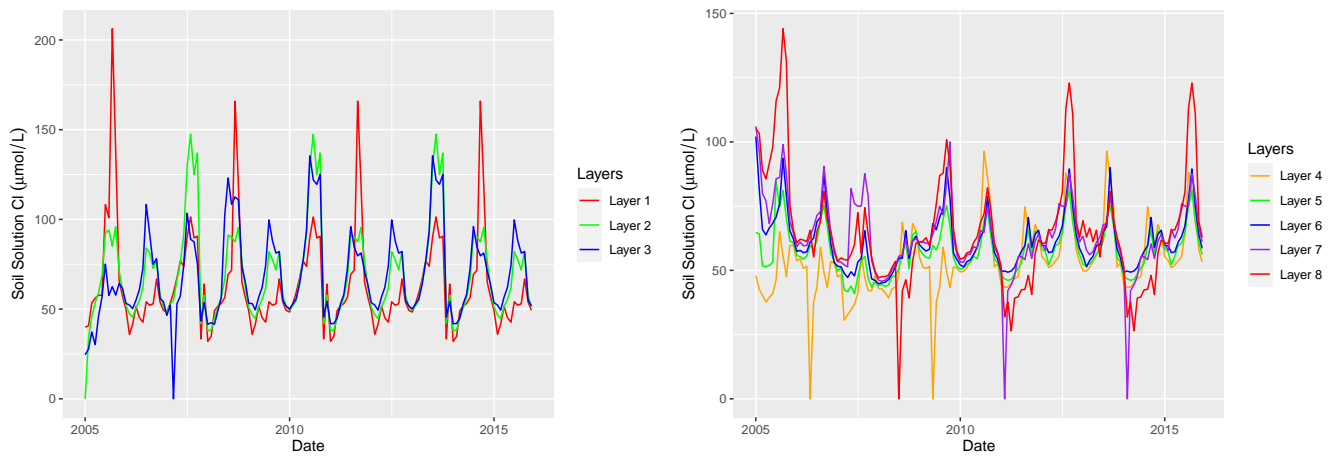 200
150
100
50
0
Soil Solution Cl (μmol/L)
2005
2010
2015
Date
Layers
Layer 1
Layer 2
Layer 3
150
100
50
0
Soil Solution Cl (μmol/L)
2005
2010
2015
Date
Layers
Layer 4
Layer 5
Layer 6
Layer 7
Layer 8